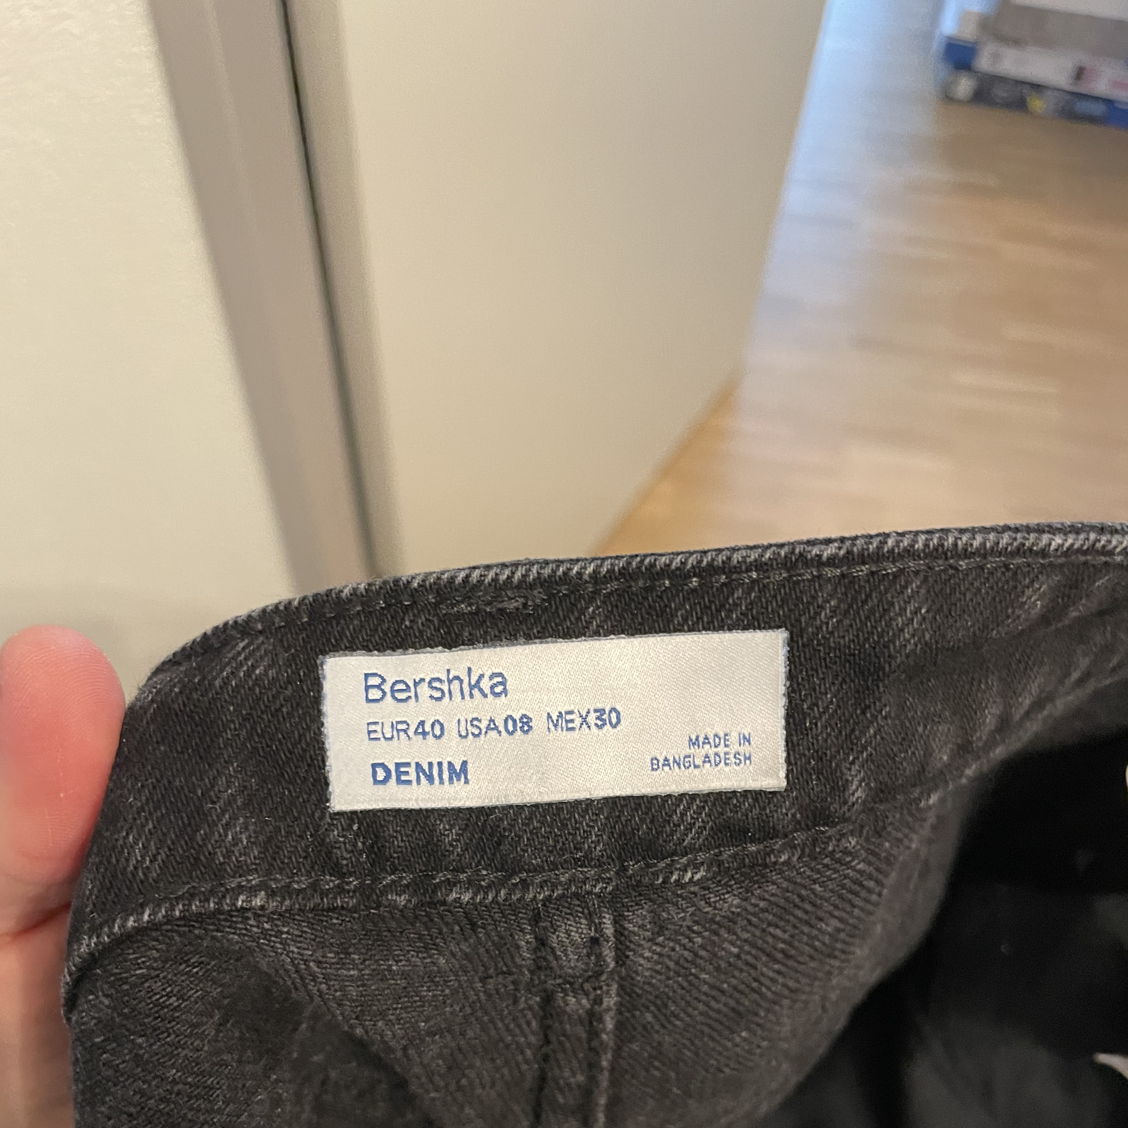 Bershka
EUR40 USA08 MEX30
DENIM
MADE IN
BANGLADESH